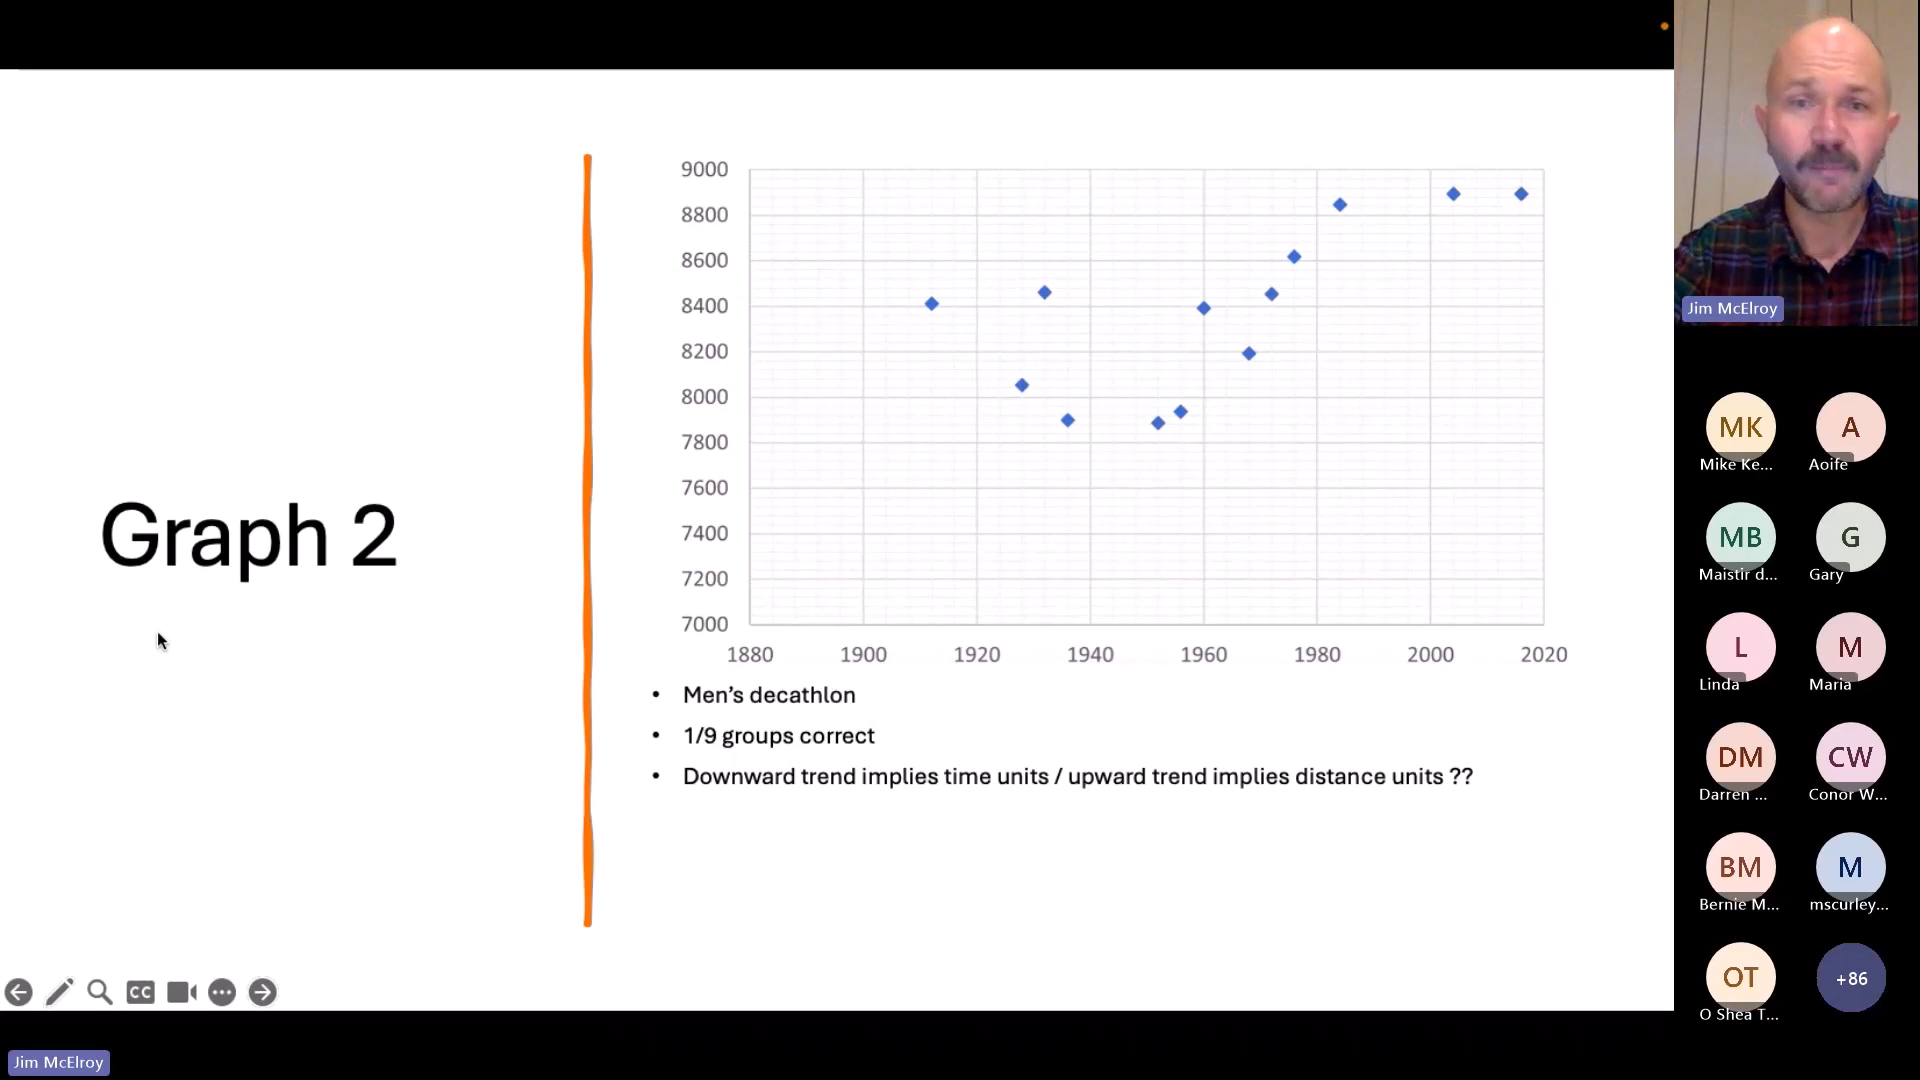 Graph 2
9000
8800
8600
8400
8200
8000
7800
7600
7400
7200
7000
1880 1900 1920 1940 1960 1980 2000 2020
• Men's decathlon
• 1/9 groups correct
• Downward trend implies time units / upward trend implies distance units ??
CC
Jim McElroy
Jim McElroy
MK A
Mike Ke... Aoife
MB G
Maistir d... Gary
L M
Linda Maria
DM CW
Darren ... Conor W...
BM M
Bernie M... mscurley...
OT +86
O Shea T...